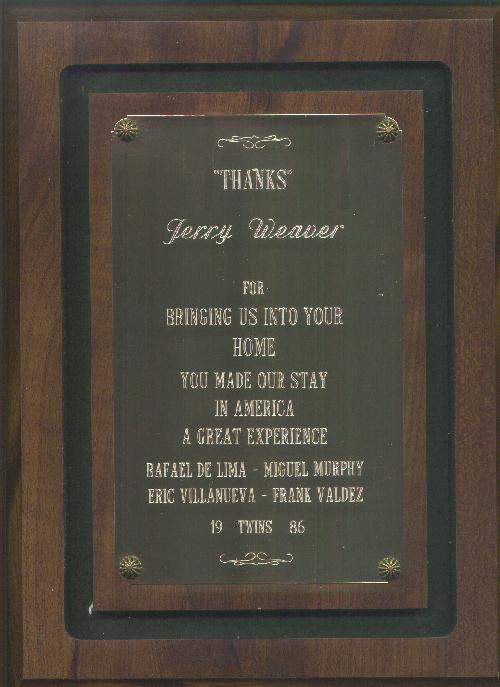 "THANKS"
Jerry Weaver
FOR
BRINGING US INTO YOUR
HOME
YOU MADE OUR STAY
IN AMERICA
A GREAT EXPERIENCE
RAFAEL DE LIMA - MIGUEL MURPHY
ERIC VILLANUEVA - FRANK VALDEZ
19 TWINS 86